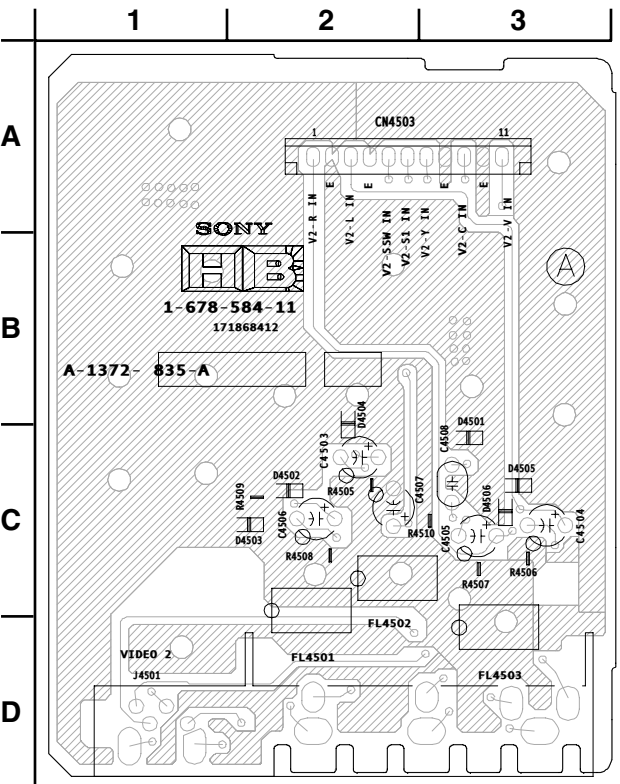 1 2 3
A
B
C
D
CN4503
1 11
E E E E
V2-R IN
V2-L IN
V2-SSW IN
V2-S1 IN
V2-Y IN
V2-C IN
V2-V IN
SONY
HB
A
1-678-584-11
171868412
A-1372- 835-A
D4504
C4503
C4508
D4501
D4502
R4505
C4507
D4505
D4506
R4509
C4506
C4505
C4504
D4503
R4508
R4510
R4507
R4506
FL4502
VIDEO 2
FL4501
J4501
FL4503